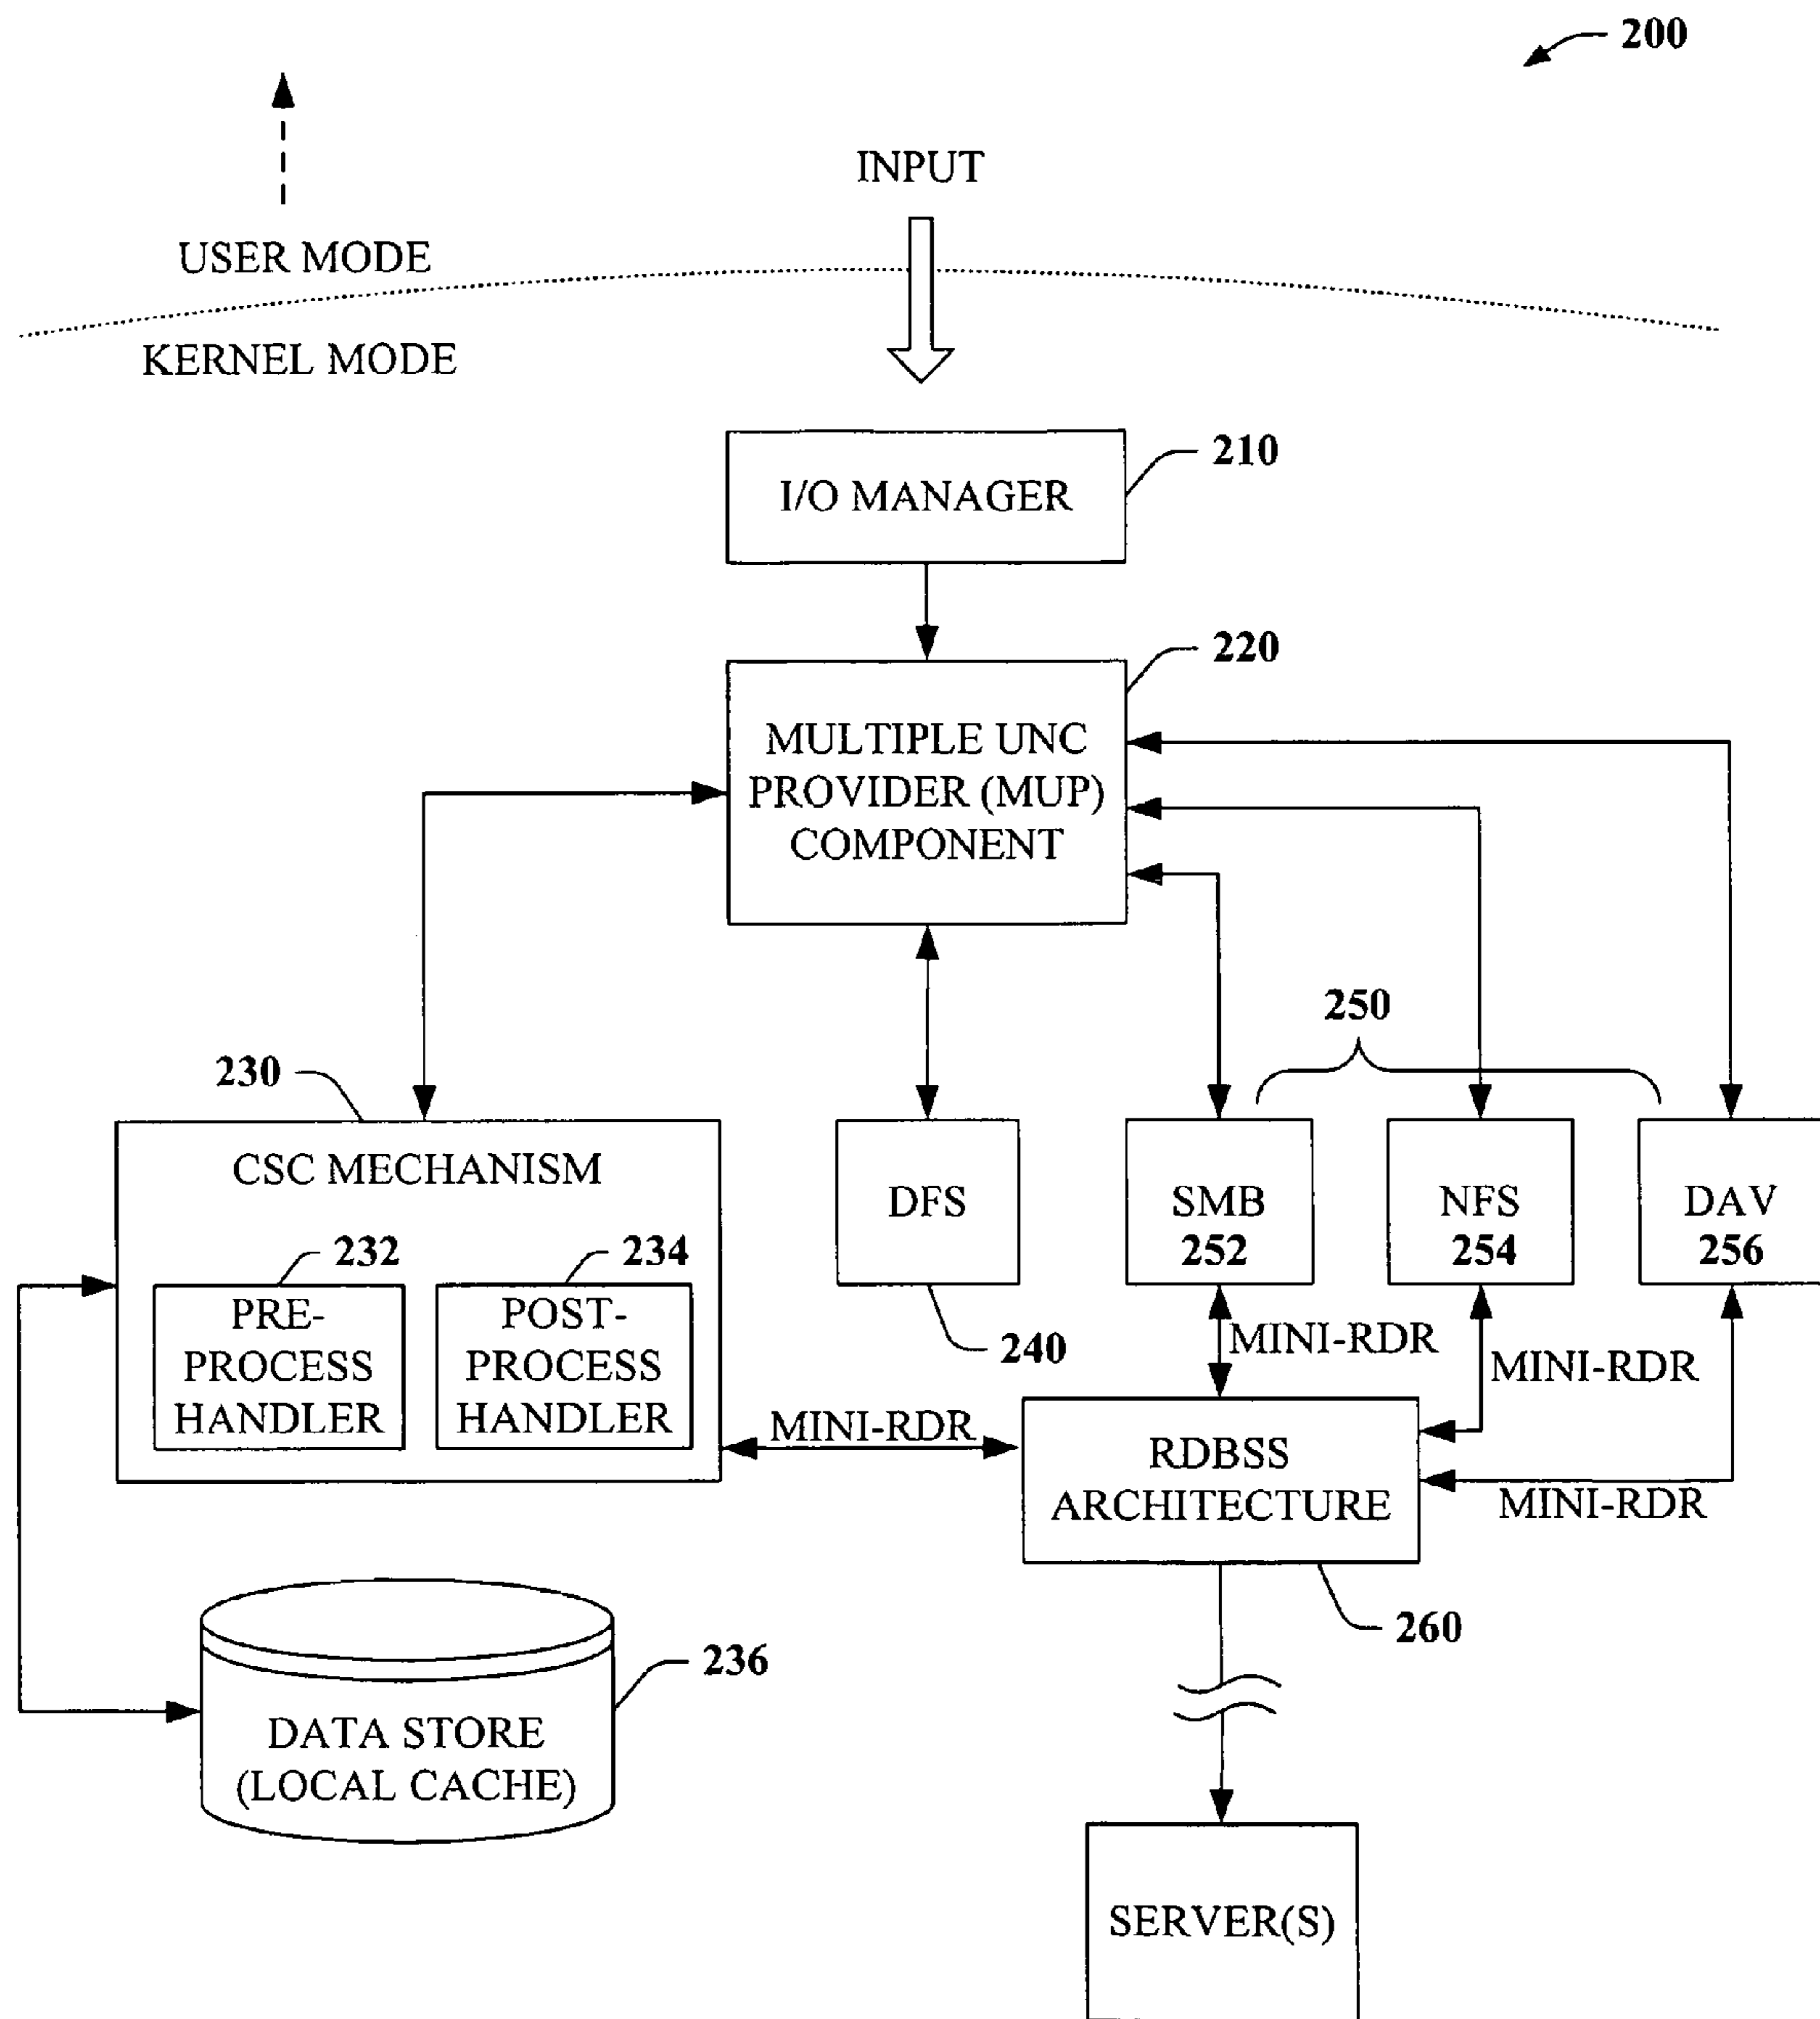 200
INPUT
USER MODE
KERNEL MODE
210
I/O MANAGER
220
MULTIPLE UNC
PROVIDER (MUP)
COMPONENT
250
230
CSC MECHANISM
232
234
PRE-
PROCESS
HANDLER
POST-
PROCESS
HANDLER
DFS
240
SMB
252
NFS
254
DAV
256
MINI-RDR
MINI-RDR
MINI-RDR
MINI-RDR
RDBSS
ARCHITECTURE
260
236
DATA STORE
(LOCAL CACHE)
SERVER(S)